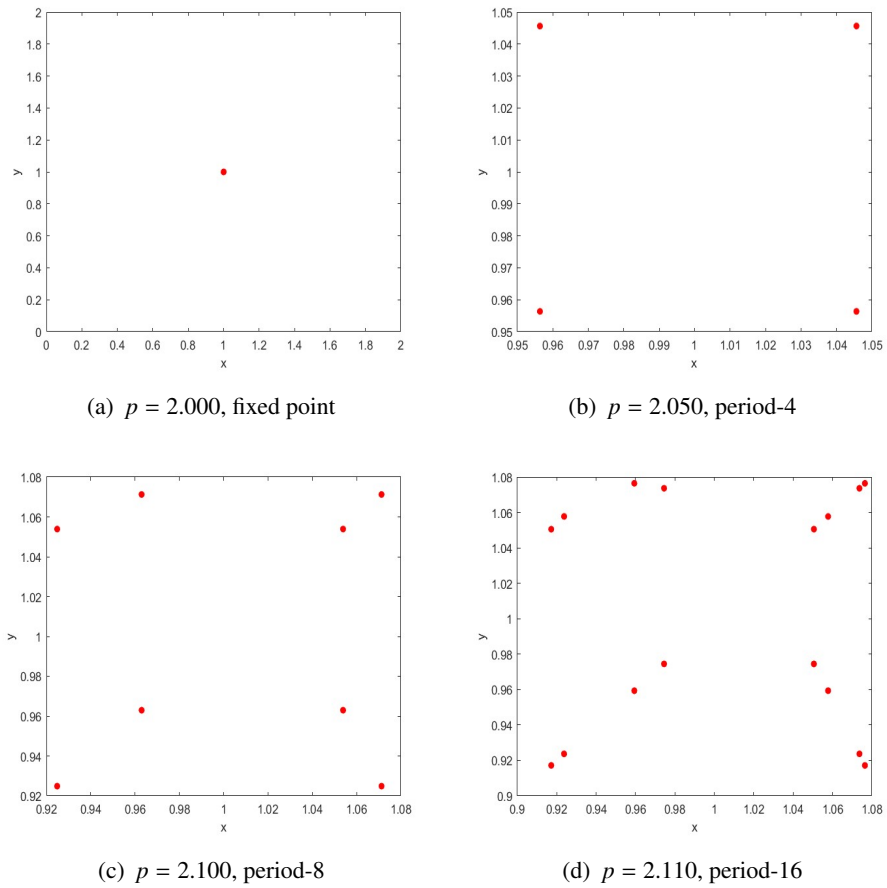 2
1.8
1.6
1.4
1.2
1
0.8
0.6
0.4
0.2
0
y
0 0.2 0.4 0.6 0.8 1 1.2 1.4 1.6 1.8 2
x
(a) p = 2.000, fixed point
1.05
1.04
1.03
1.02
1.01
1
0.99
0.98
0.97
0.96
0.95
y
0.95 0.96 0.97 0.98 0.99 1 1.01 1.02 1.03 1.04 1.05
x
(b) p = 2.050, period-4
1.08
1.06
1.04
1.02
1
0.98
0.96
0.94
0.92
y
0.92 0.94 0.96 0.98 1 1.02 1.04 1.06 1.08
x
(c) p = 2.100, period-8
1.08
1.06
1.04
1.02
1
0.98
0.96
0.94
0.92
0.9
y
0.9 0.92 0.94 0.96 0.98 1 1.02 1.04 1.06 1.08
x
(d) p = 2.110, period-16